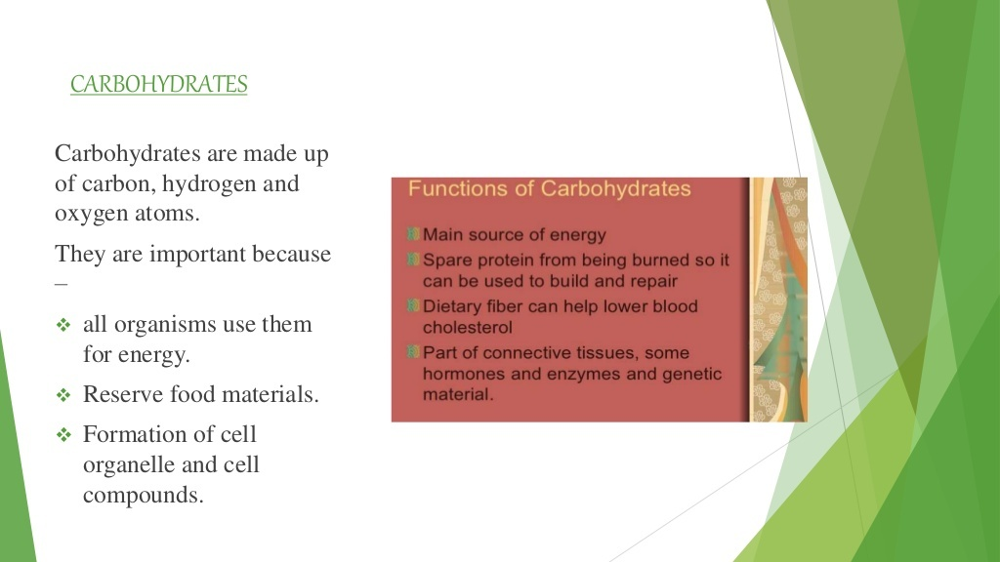 CARBOHYDRATES
Carbohydrates are made up
of carbon, hydrogen and
oxygen atoms.
They are important because
–
all organisms use them
for energy.
Reserve food materials.
Formation of cell
organelle and cell
compounds.
Functions of Carbohydrates
Main source of energy
Spare protein from being burned so it
can be used to build and repair
Dietary fiber can help lower blood
cholesterol
Part of connective tissues, some
hormones and enzymes and genetic
material.